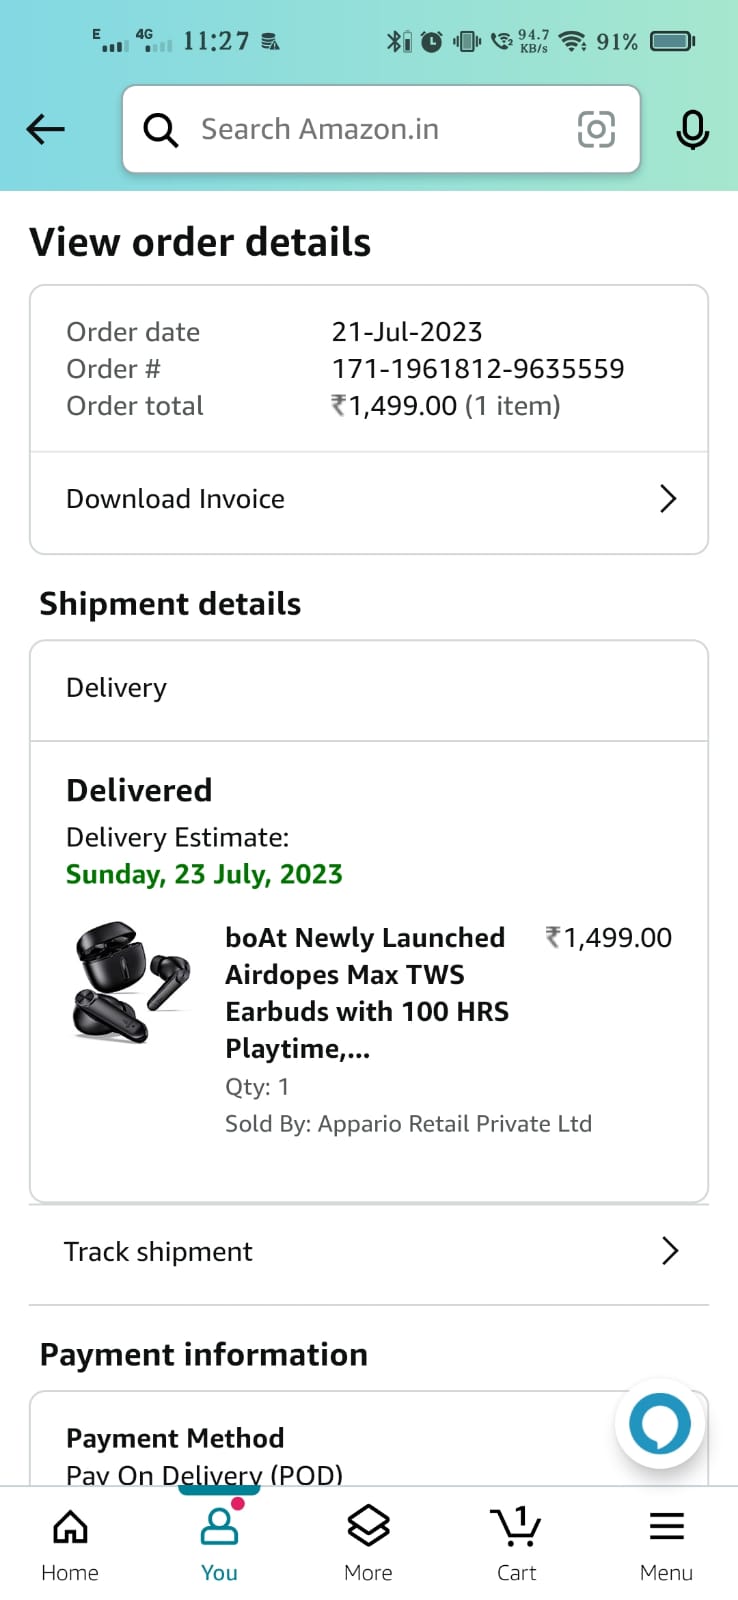 E 4G 11:27 94.7 KB/s 91%
Search Amazon.in
View order details
Order date 21-Jul-2023
Order # 171-1961812-9635559
Order total ₹1,499.00 (1 item)
Download Invoice
Shipment details
Delivery
Delivered
Delivery Estimate:
Sunday, 23 July, 2023
boAt Newly Launched ₹1,499.00
Airdopes Max TWS
Earbuds with 100 HRS
Playtime,...
Qty: 1
Sold By: Appario Retail Private Ltd
Track shipment
Payment information
Payment Method
Pay On Delivery (POD)
1
Home You More Cart Menu